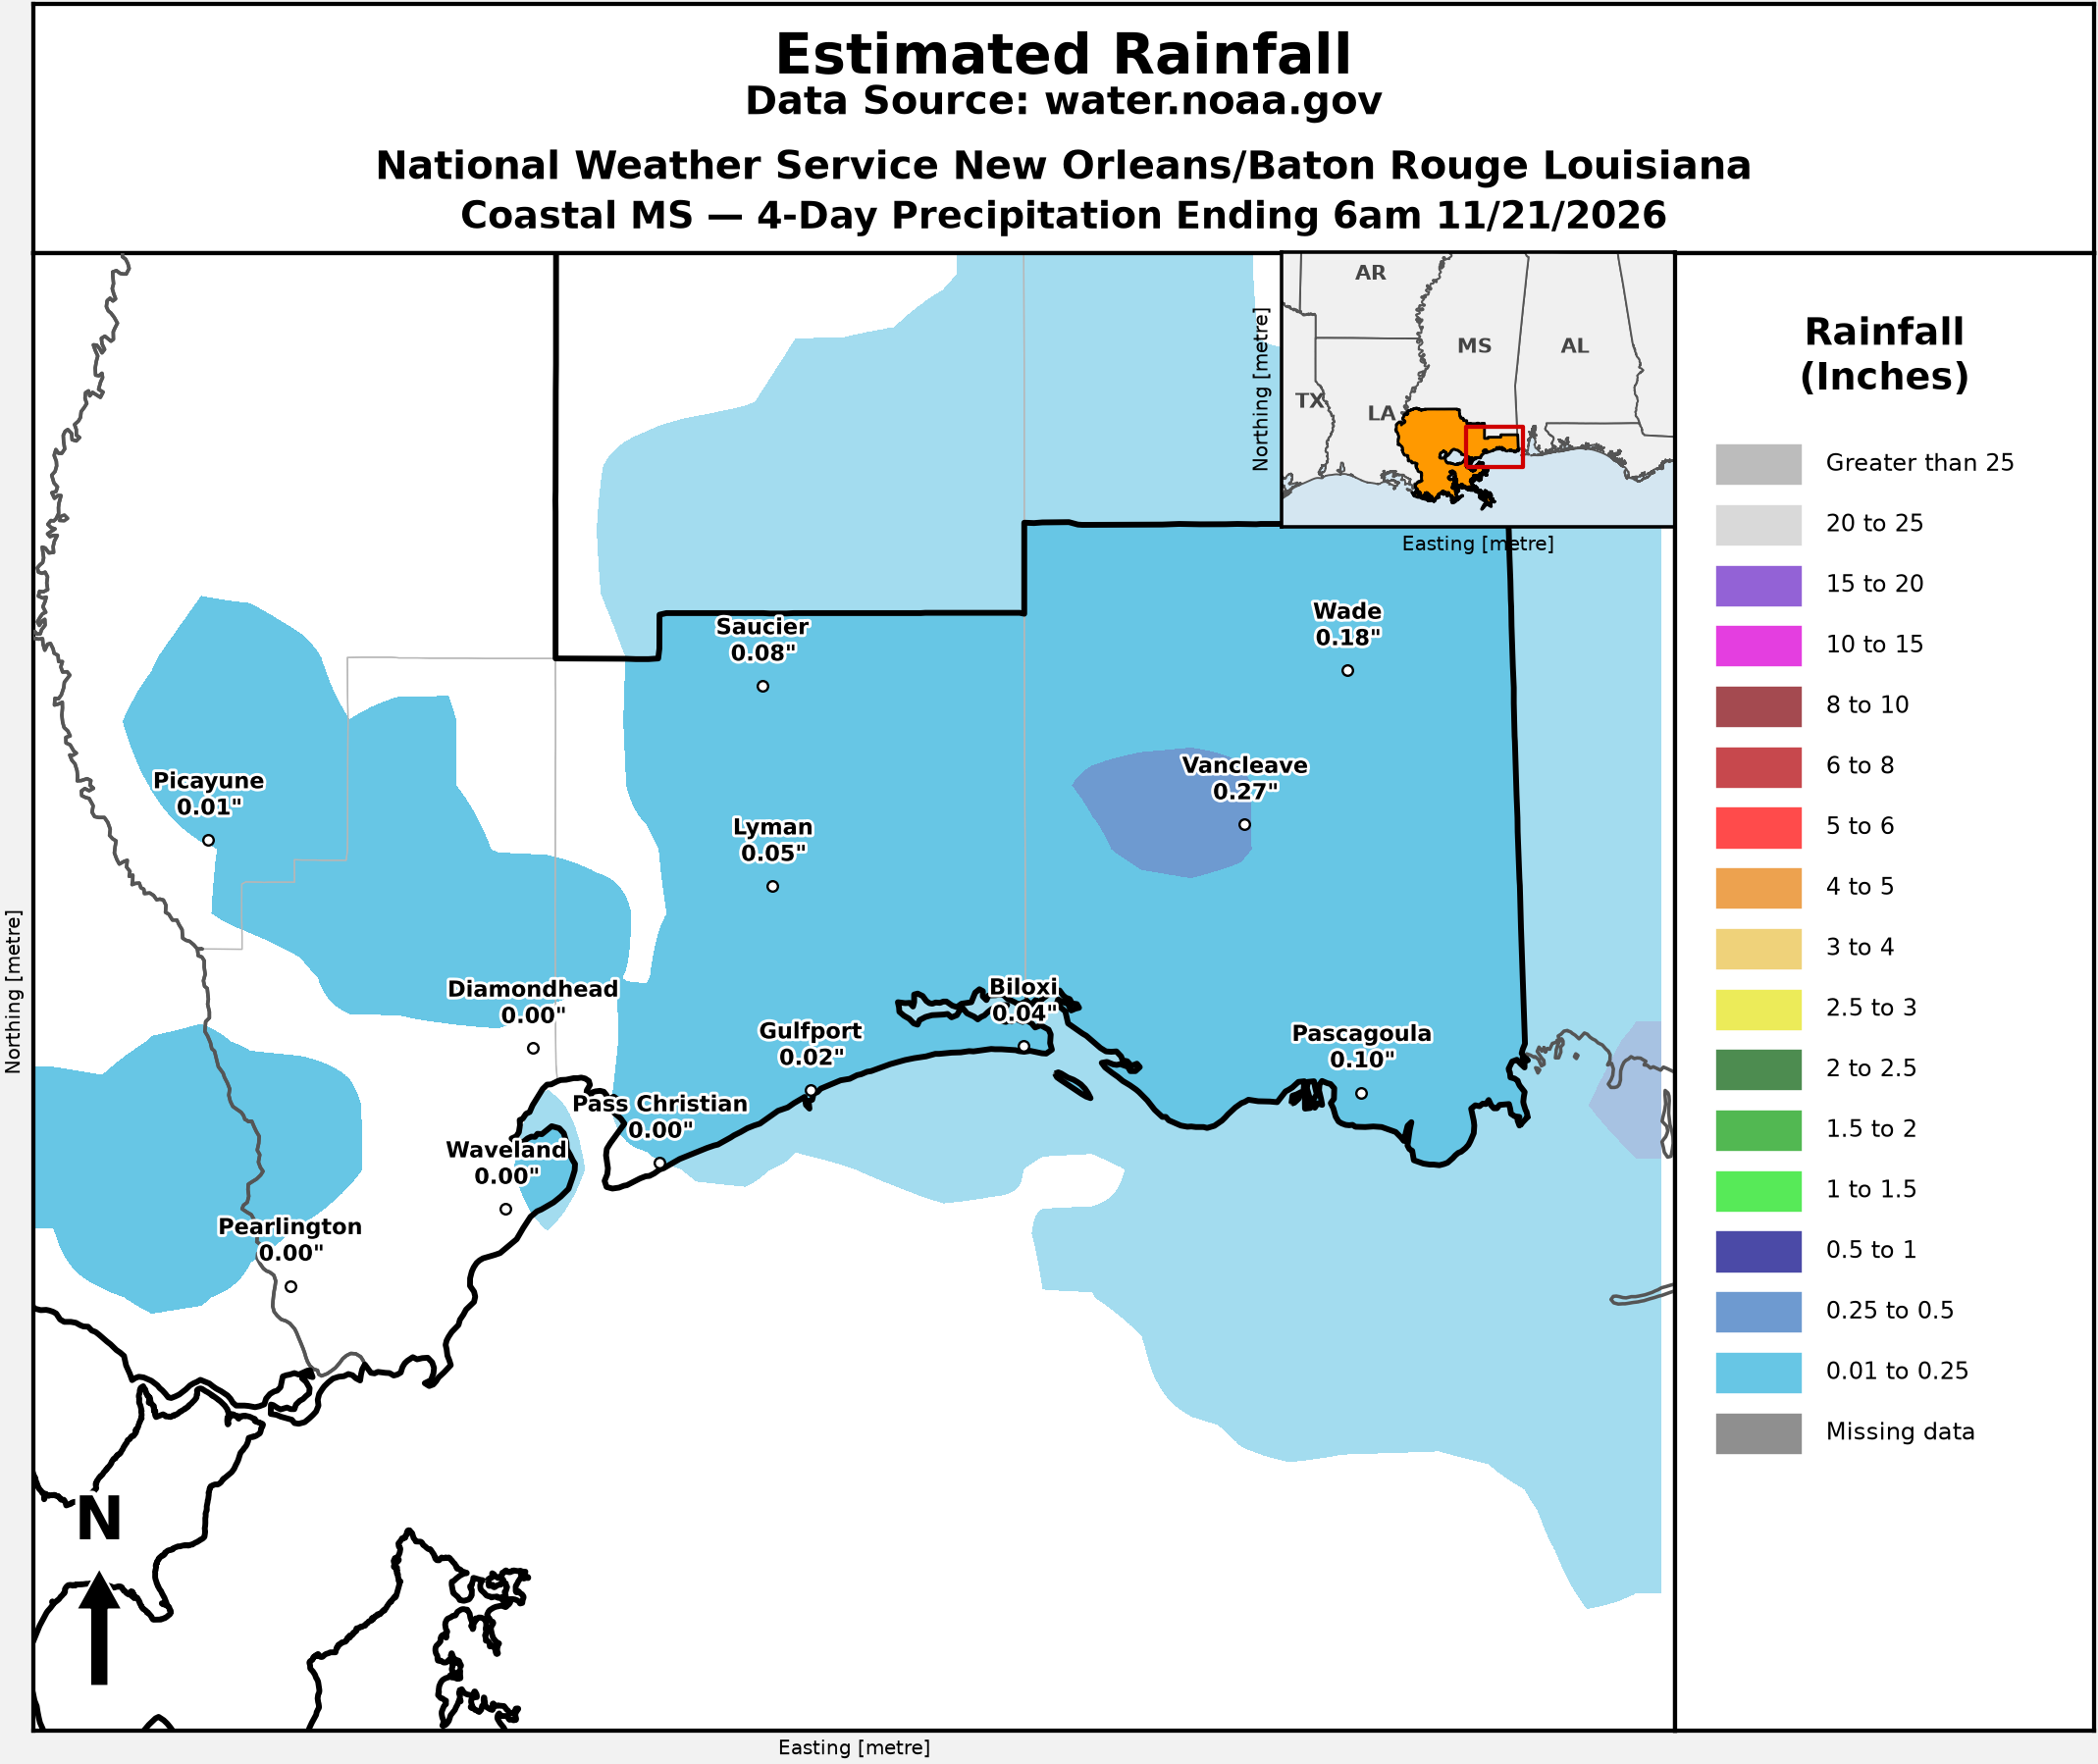 Estimated Rainfall
Data Source: water.noaa.gov
National Weather Service New Orleans/Baton Rouge Louisiana
Coastal MS — 4-Day Precipitation Ending 6am 11/21/2026
AR
MS
AL
TX
LA
Northing [metre]
Easting [metre]
Rainfall
(Inches)
Greater than 25
20 to 25
15 to 20
10 to 15
8 to 10
6 to 8
5 to 6
4 to 5
3 to 4
2.5 to 3
2 to 2.5
1.5 to 2
1 to 1.5
0.5 to 1
0.25 to 0.5
0.01 to 0.25
Missing data
Saucier
0.08"
Wade
0.18"
Picayune
0.01"
Vancleave
0.27"
Lyman
0.05"
Diamondhead
0.00"
Biloxi
0.04"
Gulfport
0.02"
Pascagoula
0.10"
Pass Christian
0.00"
Waveland
0.00"
Pearlington
0.00"
N
Northing [metre]
Easting [metre]